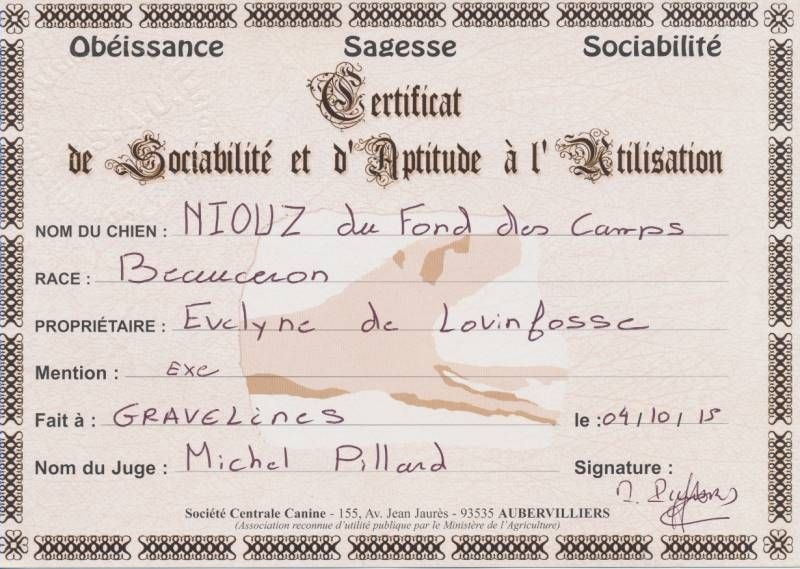 Obéissance Sagesse Sociabilité
Certificat
de Sociabilité et d'Aptitude à l'Utilisation
NOM DU CHIEN : NIOUZ du Fond des Camps
RACE : Beauceron
PROPRIÉTAIRE : Evelyne de Lovinfosse
Mention : Exe
Fait à : GRAVELINES le : 04/10/15
Nom du Juge : Michel Pillard Signature :
Société Centrale Canine - 155, Av. Jean Jaurès - 93535 AUBERVILLIERS
(Association reconnue d'utilité publique par le Ministère de l'Agriculture)